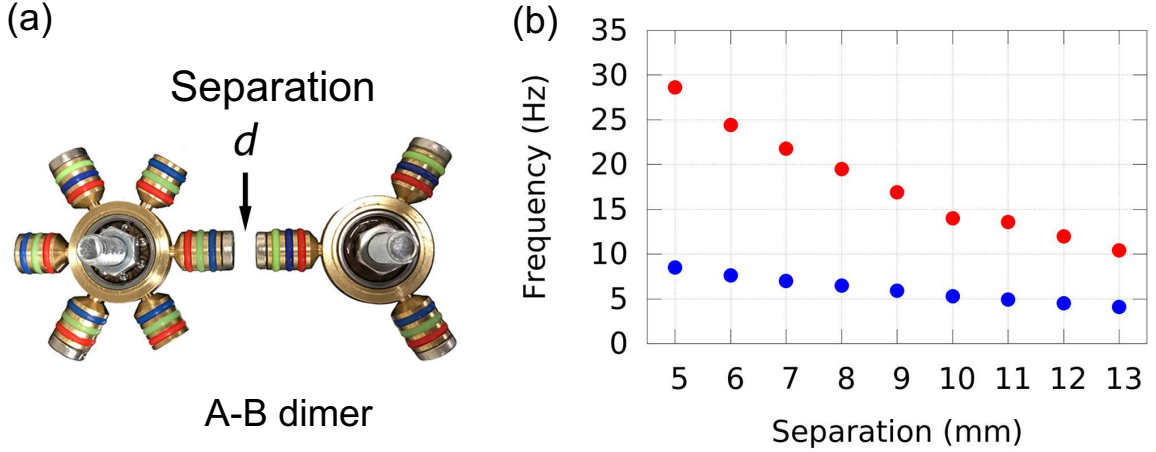 (a)
Separation
d
A-B dimer
(b)
Frequency (Hz)
35
30
25
20
15
10
5
0
5 6 7 8 9 10 11 12 13
Separation (mm)